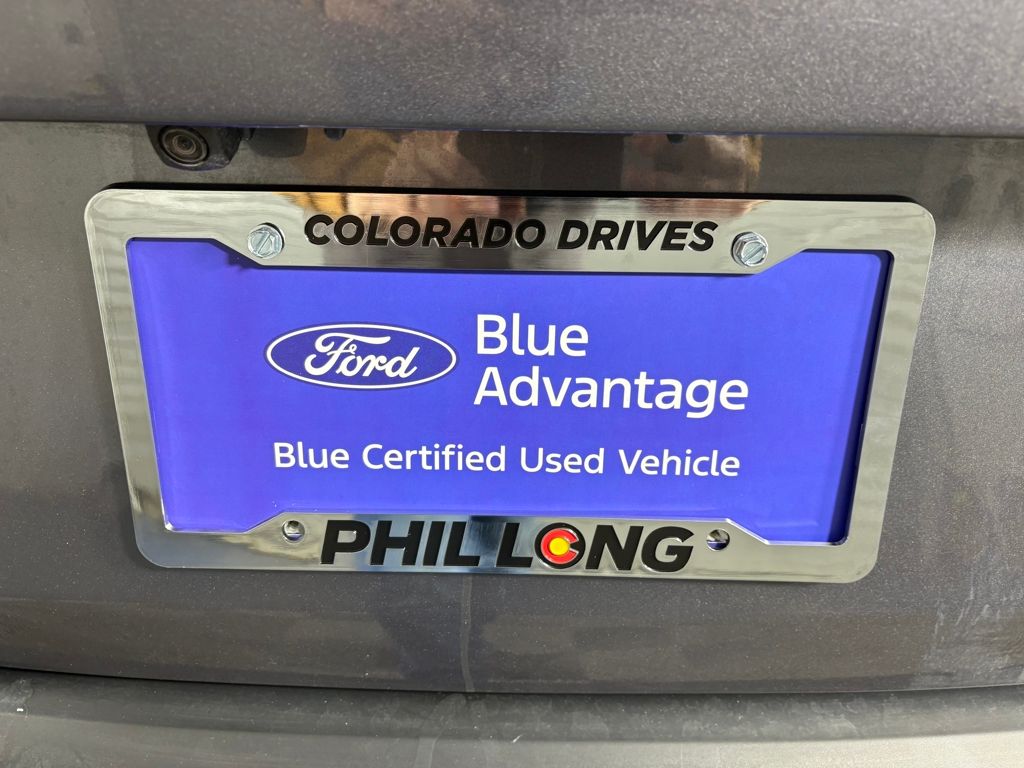 COLORADO DRIVES
Ford
Blue
Advantage
Blue Certified Used Vehicle
PHIL LONG